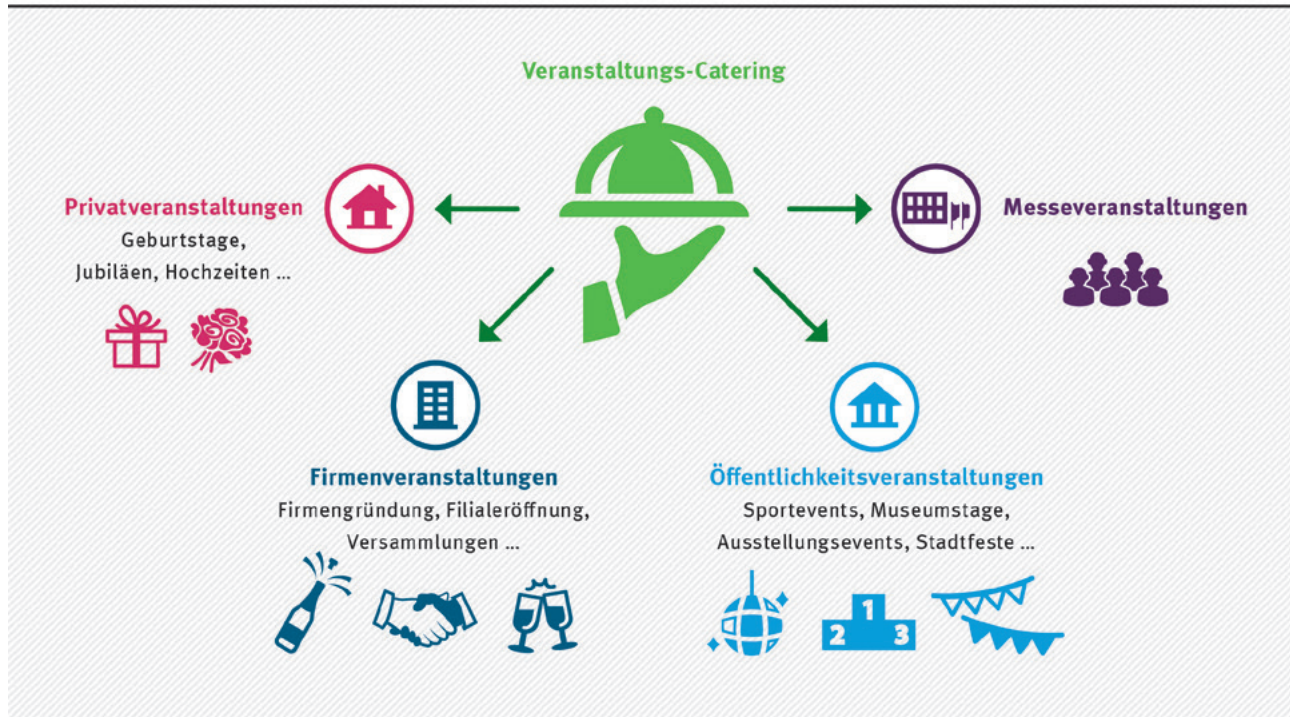 Veranstaltungs-Catering
Privatveranstaltungen
Geburtstage,
Jubiläen, Hochzeiten ...
Messeveranstaltungen
Firmenveranstaltungen
Firmengründung, Filialeröffnung,
Versammlungen ...
Öffentlichkeitsveranstaltungen
Sportevents, Museumstage,
Ausstellungsevents, Stadtfeste ...
1
2 3